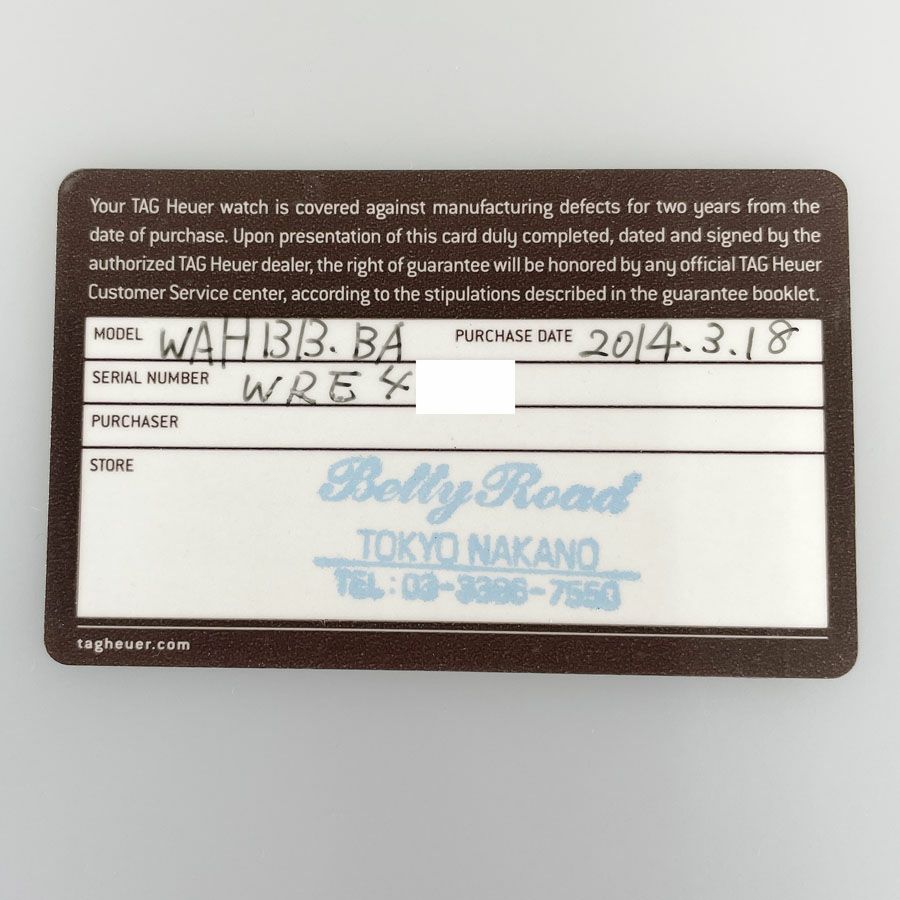 Your TAG Heuer watch is covered against manufacturing defects for two years from the
date of purchase. Upon presentation of this card duly completed, dated and signed by the
authorized TAG Heuer dealer, the right of guarantee will be honored by any official TAG Heuer
Customer Service center, according to the stipulations described in the guarantee booklet.
MODEL WAH1313.BA PURCHASE DATE 2014.3.18
SERIAL NUMBER WRE4
PURCHASER
STORE
Betty Road
TOKYO NAKANO
TEL:03-3386-7550
tagheuer.com